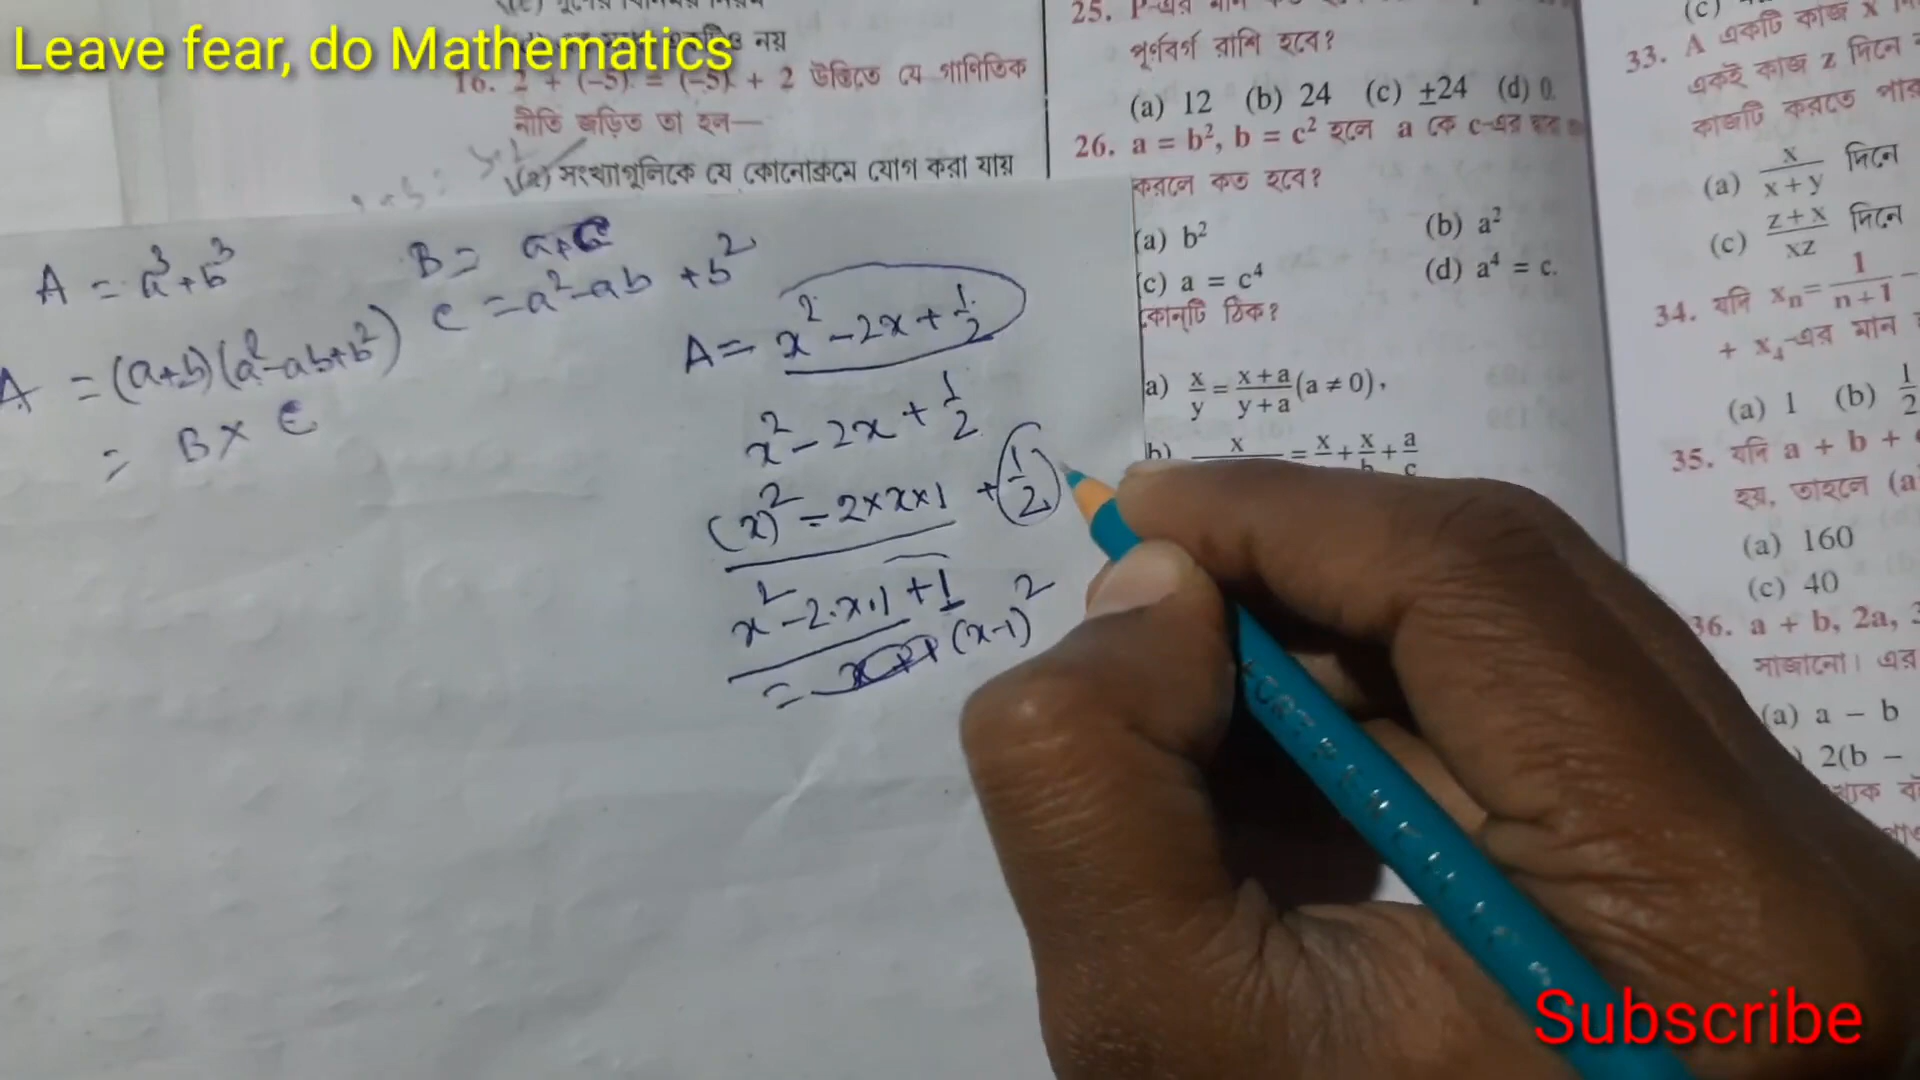 Leave fear, do Mathematics
নয়
16. 2 + (–5) = (–5) + 2 উক্তিতে যে গাণিতিক
নীতি জড়িত তা হল—
(a) সংখ্যাগুলিকে যে কোনোক্রমে যোগ করা যায়
A = a³ + b³
A = (a+b)(a²-ab+b²)
= B × C
B = a+
C = a²-ab + b²
A = x² - 2x + 1/2
x² - 2x + 1/2
(x)² - 2×x×1 + 1/2
x² - 2.x.1 + 1
= (x-1)²
25.
পূর্ণবর্গ রাশি হবে?
(a) 12 (b) 24 (c) ±24 (d) 0.
26. a = b², b = c² হলে a কে c-এর
করলে কত হবে?
(a) b² (b) a²
(c) a = c⁴ (d) a⁴ = c.
কোন্‌টি ঠিক?
a) x/y = (x+a)/(y+a) (a ≠ 0),
33. A একটি কাজ x
একই কাজ z দিনে
কাজটি করতে
(a) x/(x+y) দিনে
(c) (z+x)/xz দিনে
34. যদি xₙ = 1/(n+1) –
+ x₄-এর মান
(a) 1 (b) 1/2
35. যদি a + b +
হয়, তাহলে (a
(a) 160
(c) 40
36. a + b, 2a,
সাজানো। এর
(a) a – b
2(b –
Subscribe